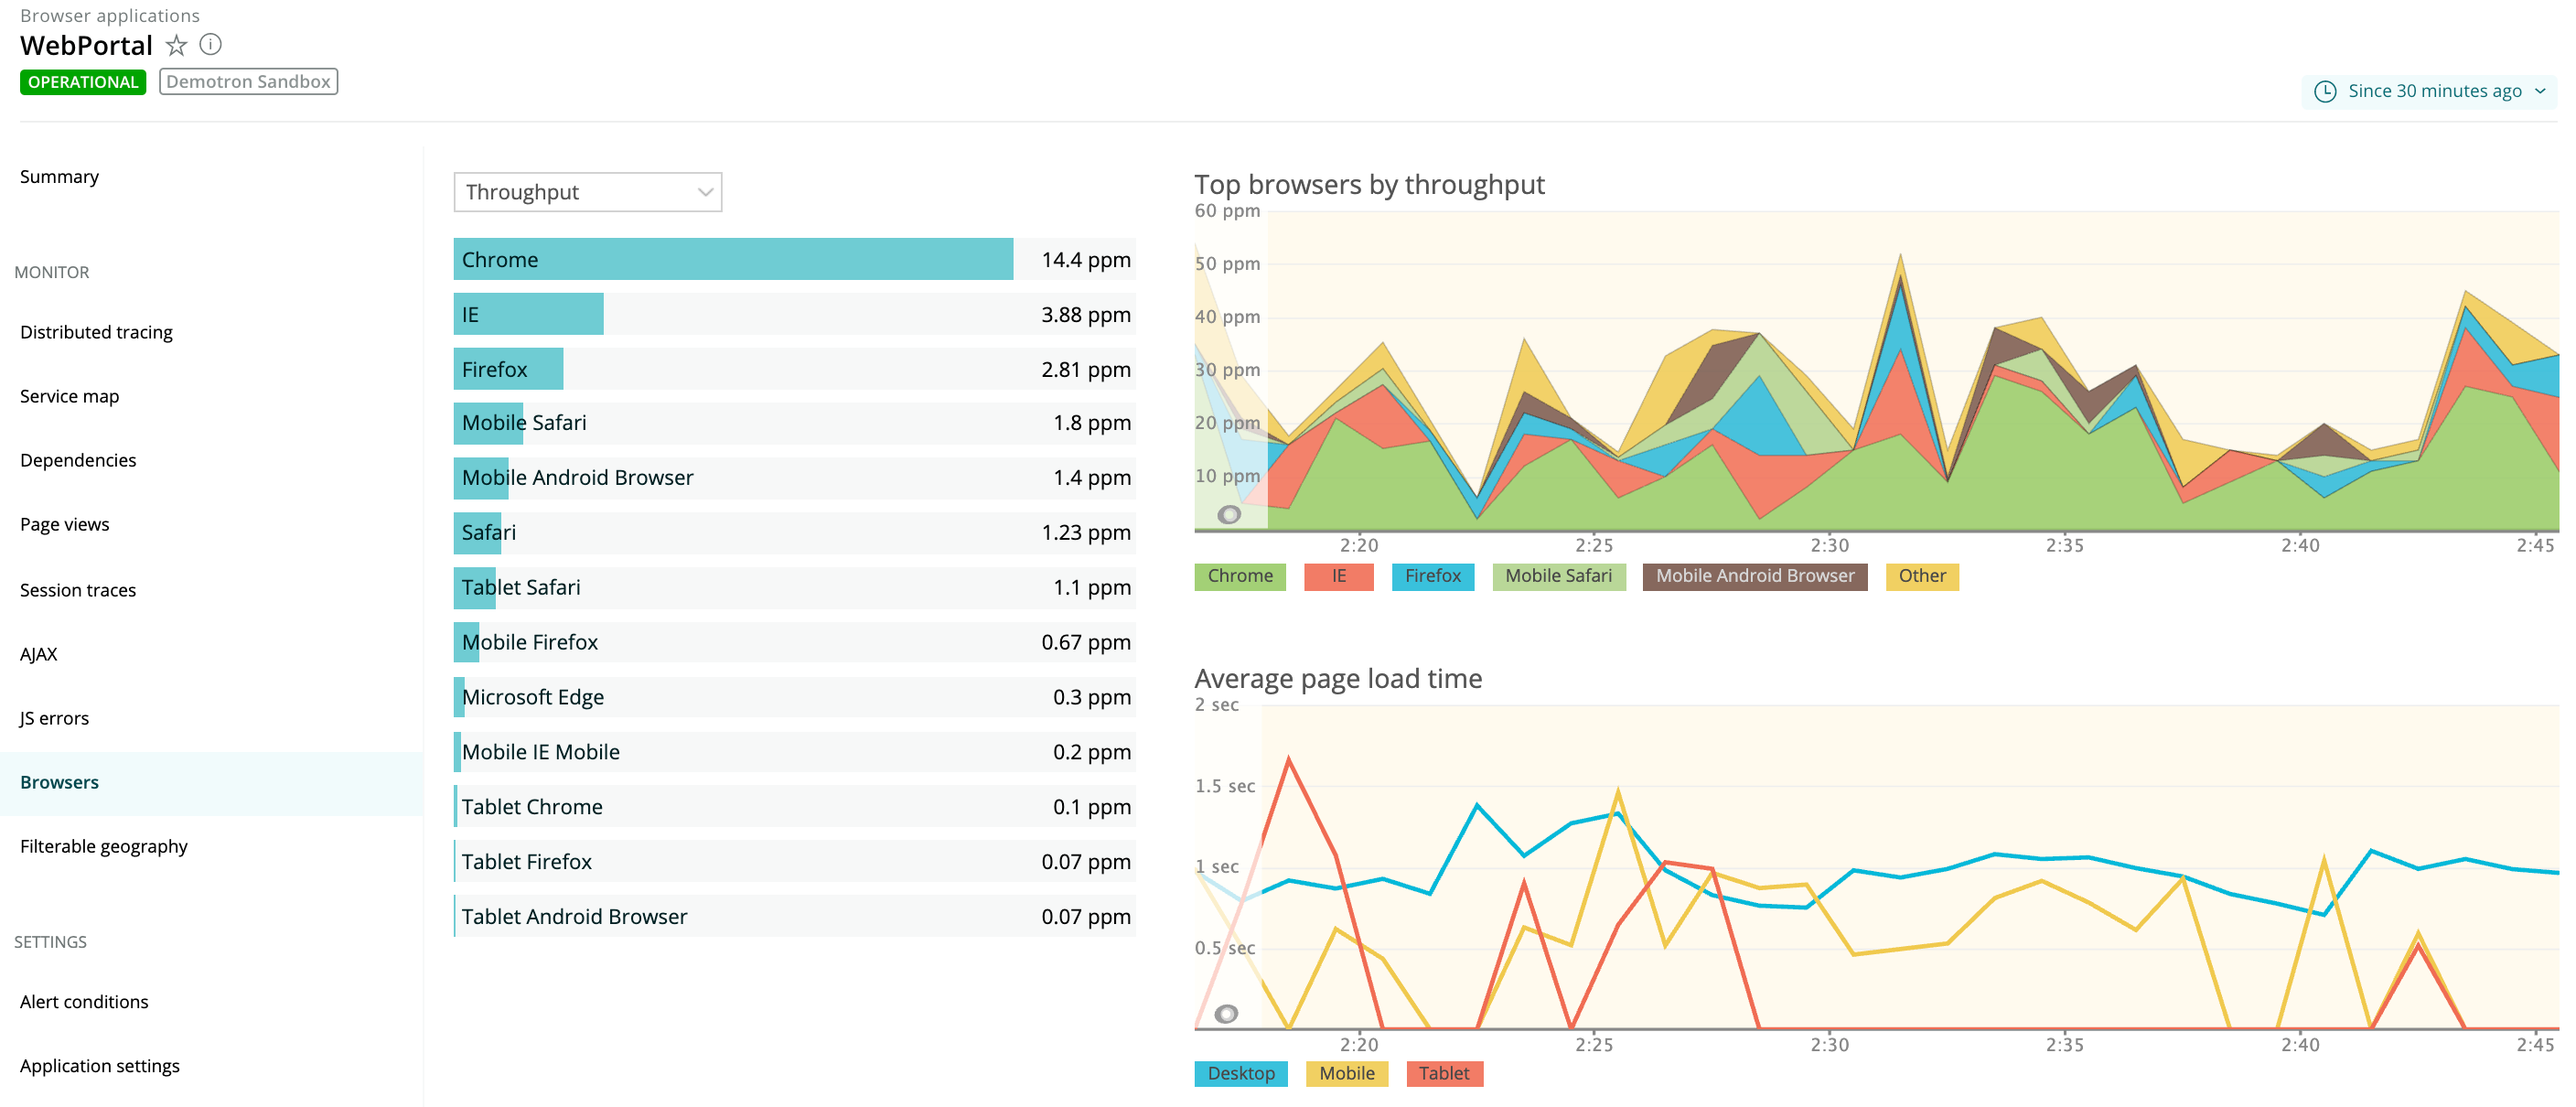 Browser applications
WebPortal
OPERATIONAL Demotron Sandbox
Since 30 minutes ago
Summary
MONITOR
Distributed tracing
Service map
Dependencies
Page views
Session traces
AJAX
JS errors
Browsers
Filterable geography
SETTINGS
Alert conditions
Application settings
Throughput
Chrome 14.4 ppm
IE 3.88 ppm
Firefox 2.81 ppm
Mobile Safari 1.8 ppm
Mobile Android Browser 1.4 ppm
Safari 1.23 ppm
Tablet Safari 1.1 ppm
Mobile Firefox 0.67 ppm
Microsoft Edge 0.3 ppm
Mobile IE Mobile 0.2 ppm
Tablet Chrome 0.1 ppm
Tablet Firefox 0.07 ppm
Tablet Android Browser 0.07 ppm
Top browsers by throughput
60 ppm
50 ppm
40 ppm
30 ppm
20 ppm
10 ppm
2:20 2:25 2:30 2:35 2:40 2:45
Chrome IE Firefox Mobile Safari Mobile Android Browser Other
Average page load time
2 sec
1.5 sec
1 sec
0.5 sec
2:20 2:25 2:30 2:35 2:40 2:45
Desktop Mobile Tablet